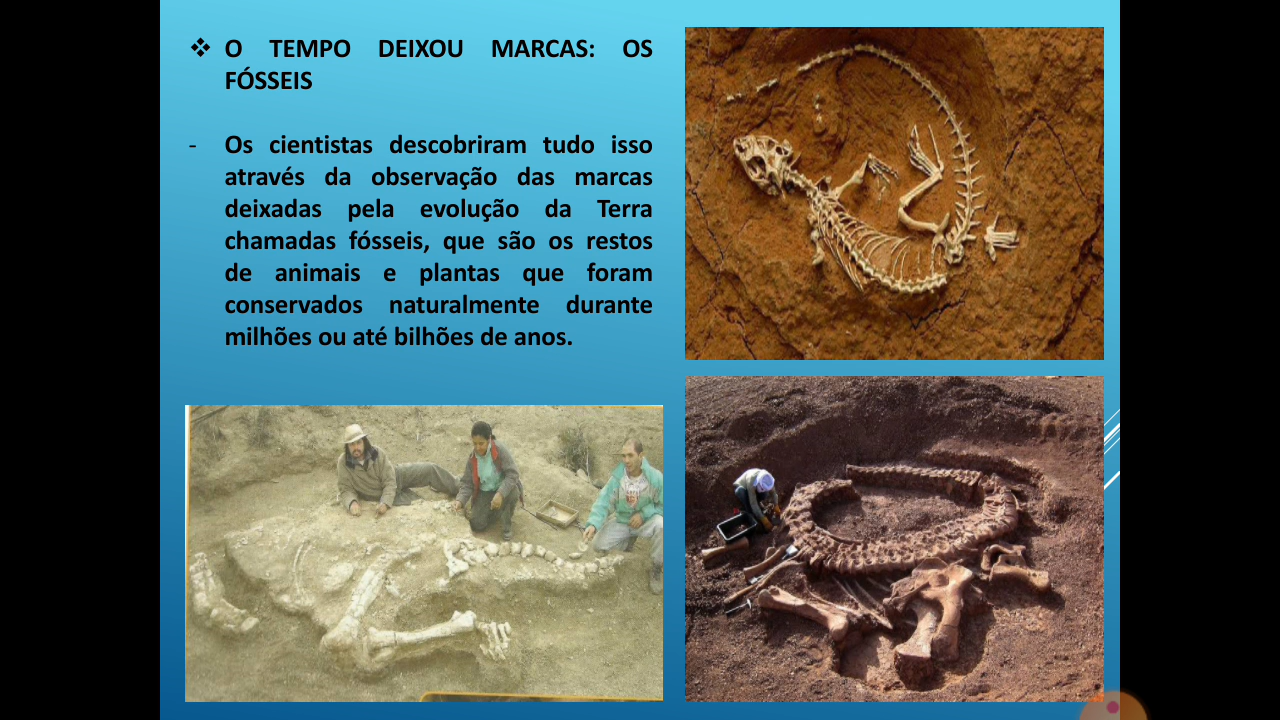 ❖ O TEMPO DEIXOU MARCAS: OS
FÓSSEIS
- Os cientistas descobriram tudo isso
através da observação das marcas
deixadas pela evolução da Terra
chamadas fósseis, que são os restos
de animais e plantas que foram
conservados naturalmente durante
milhões ou até bilhões de anos.